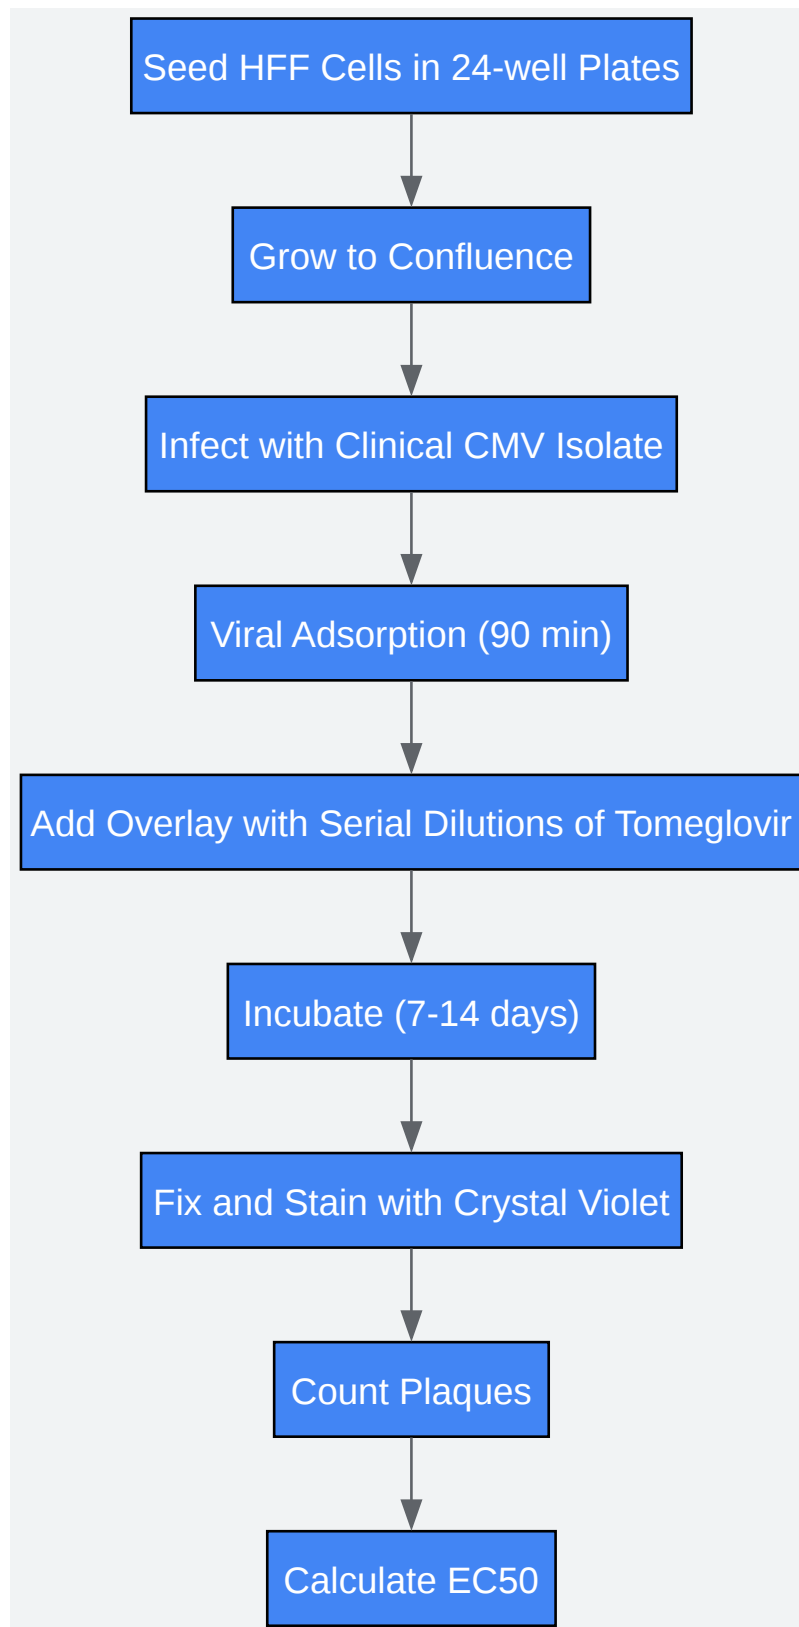 Seed HFF Cells in 24-well Plates
Grow to Confluence
Infect with Clinical CMV Isolate
Viral Adsorption (90 min)
Add Overlay with Serial Dilutions of Tomeglovir
Incubate (7-14 days)
Fix and Stain with Crystal Violet
Count Plaques
Calculate EC50